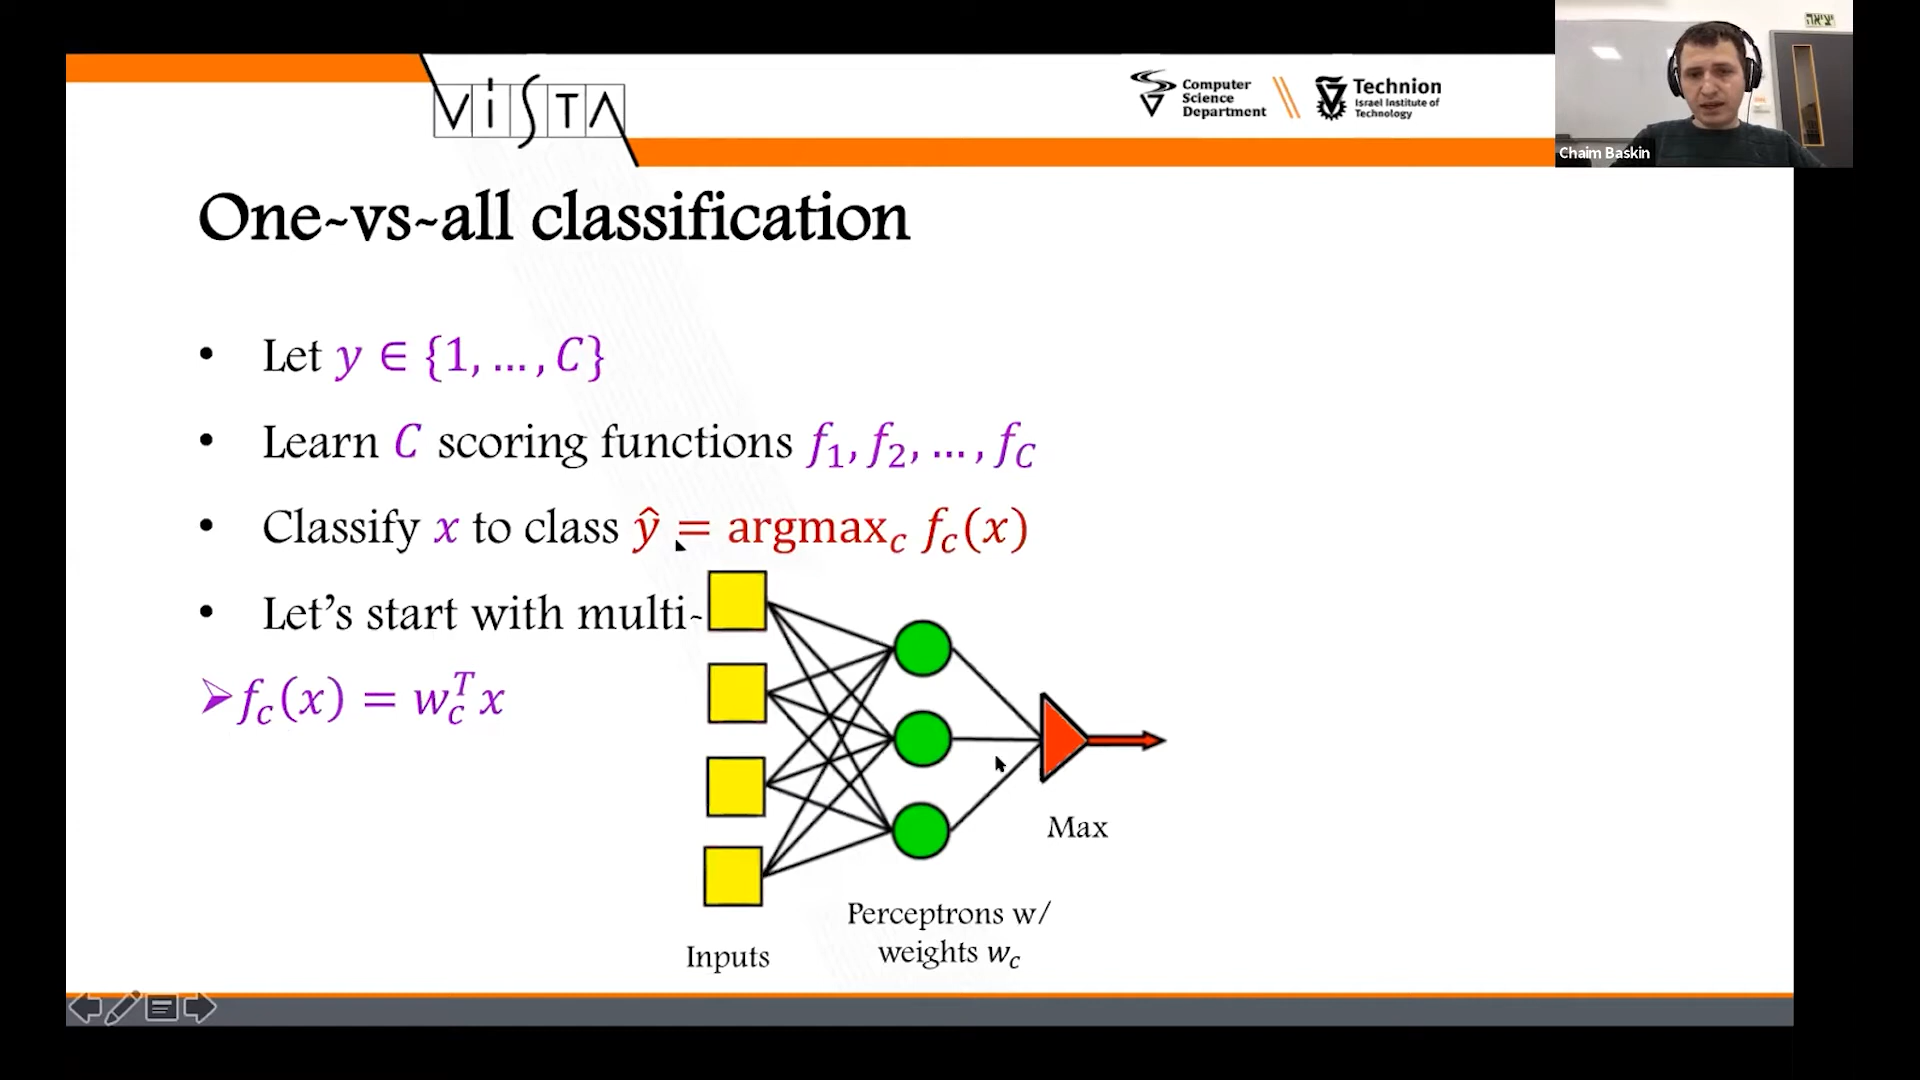 VISTA
Computer
Science
Department
Technion
Israel Institute of
Technology
יציאה
Chaim Baskin
One-vs-all classification
• Let y ∈ {1, … , C}
• Learn C scoring functions f₁, f₂, … , f_C
• Classify x to class ŷ = argmax_c f_c(x)
• Let's start with multi-
➢ f_c(x) = w_c^T x
Max
Perceptrons w/
weights w_c
Inputs